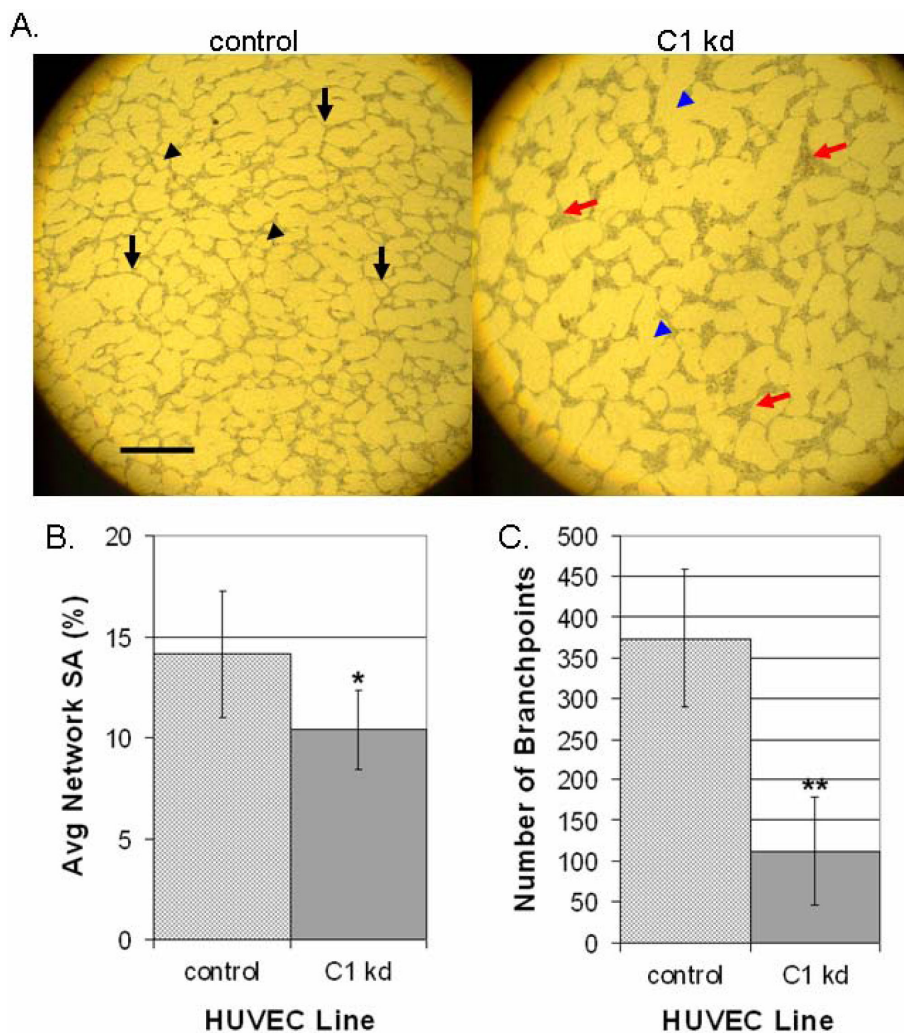 A.
control
C1 kd
B.
Avg Network SA (%)
20
15
10
5
0
*
control
C1 kd
HUVEC Line
C.
Number of Branchpoints
500
450
400
350
300
250
200
150
100
50
0
**
control
C1 kd
HUVEC Line